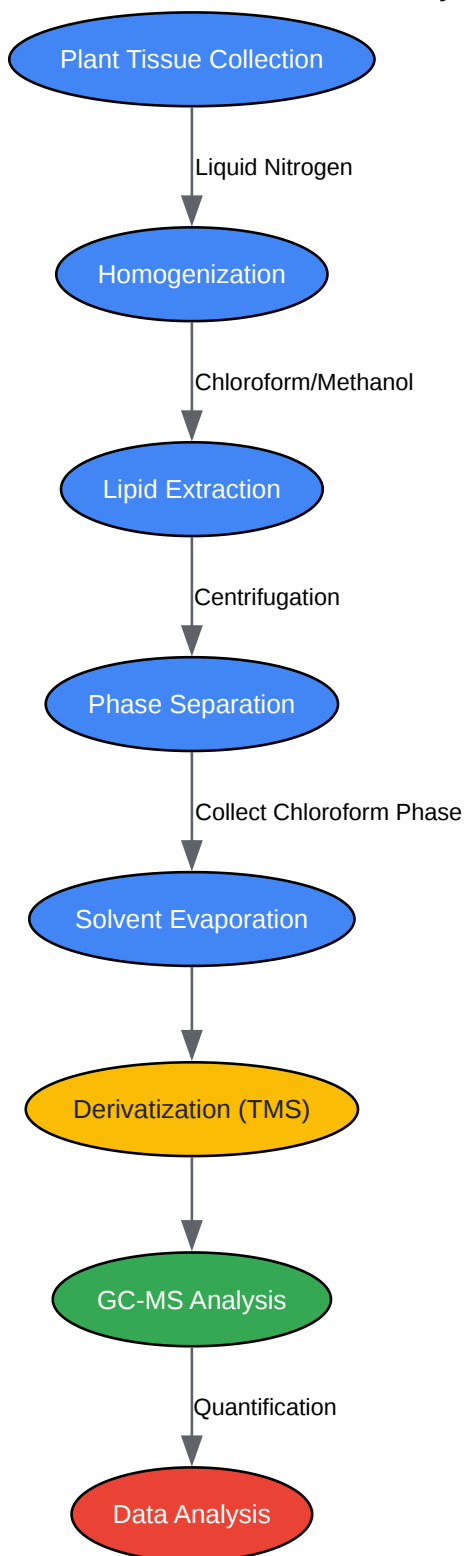 Plant Tissue Collection
Liquid Nitrogen
Homogenization
Chloroform/Methanol
Lipid Extraction
Centrifugation
Phase Separation
Collect Chloroform Phase
Solvent Evaporation
Derivatization (TMS)
GC-MS Analysis
Quantification
Data Analysis